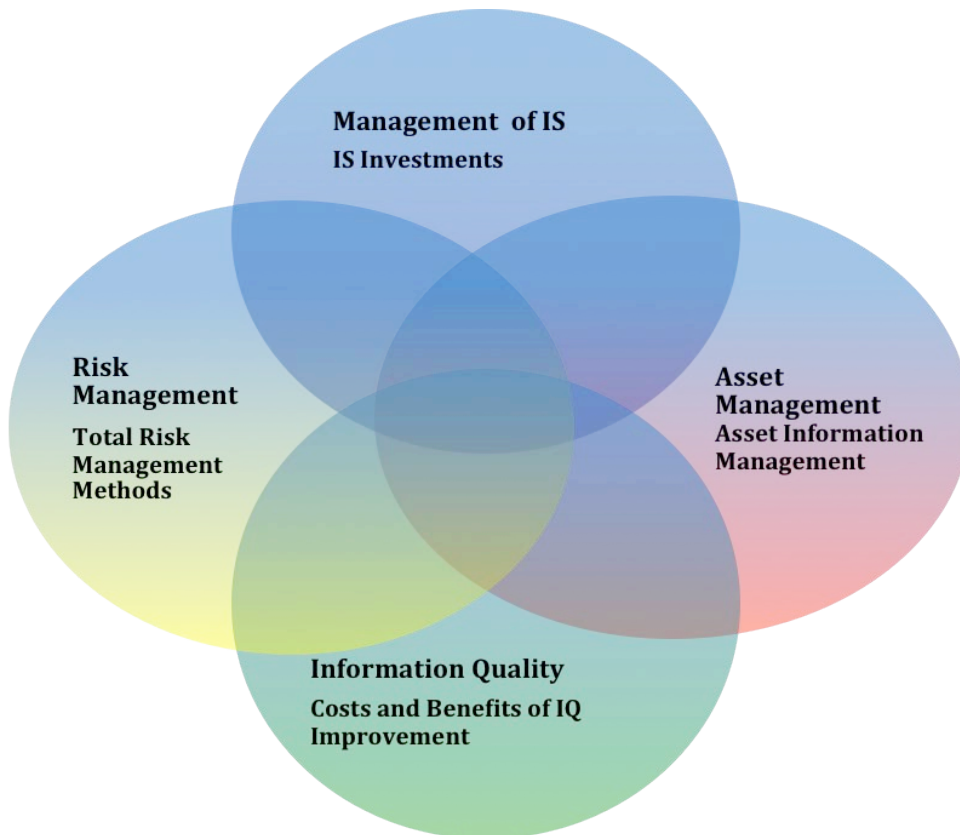 Management of IS
IS Investments
Risk
Management
Total Risk
Management
Methods
Asset
Management
Asset Information
Management
Information Quality
Costs and Benefits of IQ
Improvement